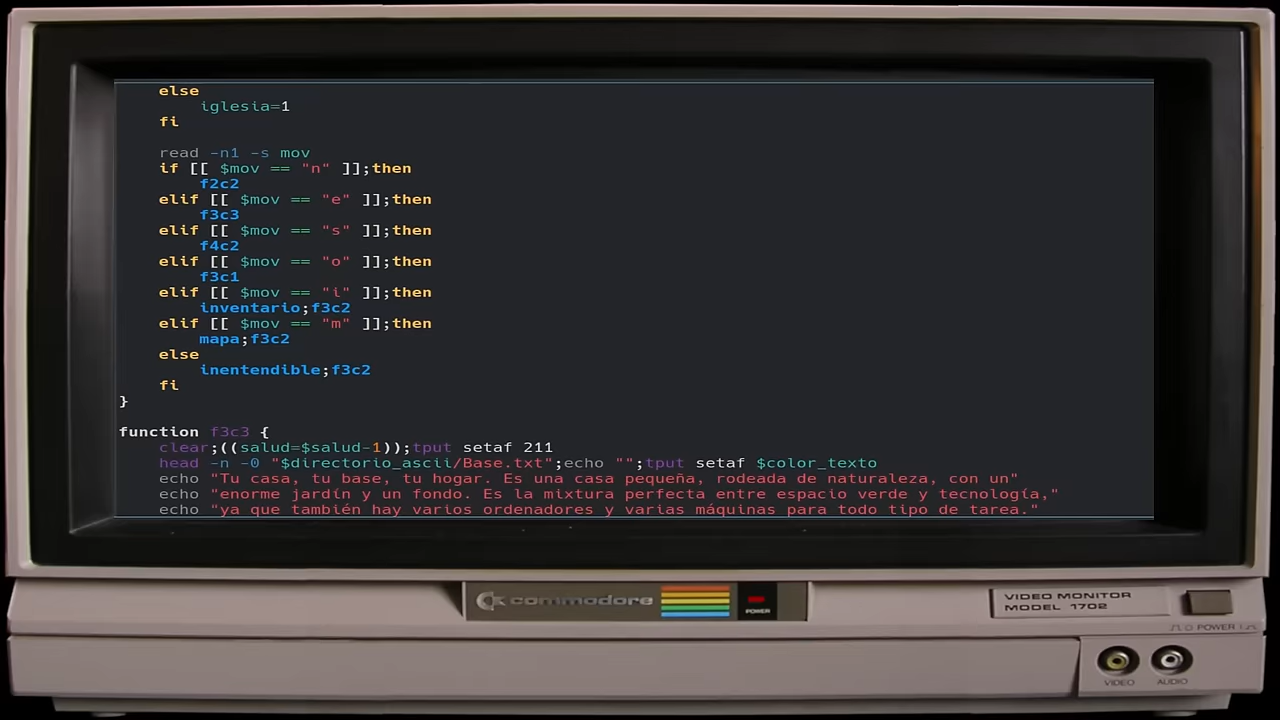 else
        iglesia=1
    fi

    read -n1 -s mov
    if [[ $mov == "n" ]];then
        f2c2
    elif [[ $mov == "e" ]];then
        f3c3
    elif [[ $mov == "s" ]];then
        f4c2
    elif [[ $mov == "o" ]];then
        f3c1
    elif [[ $mov == "i" ]];then
        inventario;f3c2
    elif [[ $mov == "m" ]];then
        mapa;f3c2
    else
        inentendible;f3c2
    fi
}

function f3c3 {
    clear;((salud=$salud-1));tput setaf 211
    head -n -0 "$directorio_ascii/Base.txt";echo "";tput setaf $color_texto
    echo "Tu casa, tu base, tu hogar. Es una casa pequeña, rodeada de naturaleza, con un"
    echo "enorme jardín y un fondo. Es la mixtura perfecta entre espacio verde y tecnología,"
    echo "ya que también hay varios ordenadores y varias máquinas para todo tipo de tarea."
commodore
POWER
VIDEO MONITOR
MODEL 1702
POWER
VIDEO
AUDIO